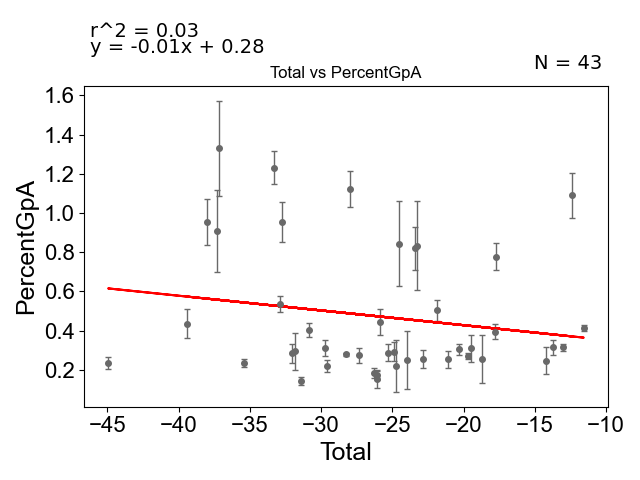 r^2 = 0.03
y = -0.01x + 0.28
N = 43
Total vs PercentGpA
1.6
1.4
1.2
1.0
0.8
0.6
0.4
0.2
PercentGpA
−45 −40 −35 −30 −25 −20 −15 −10
Total